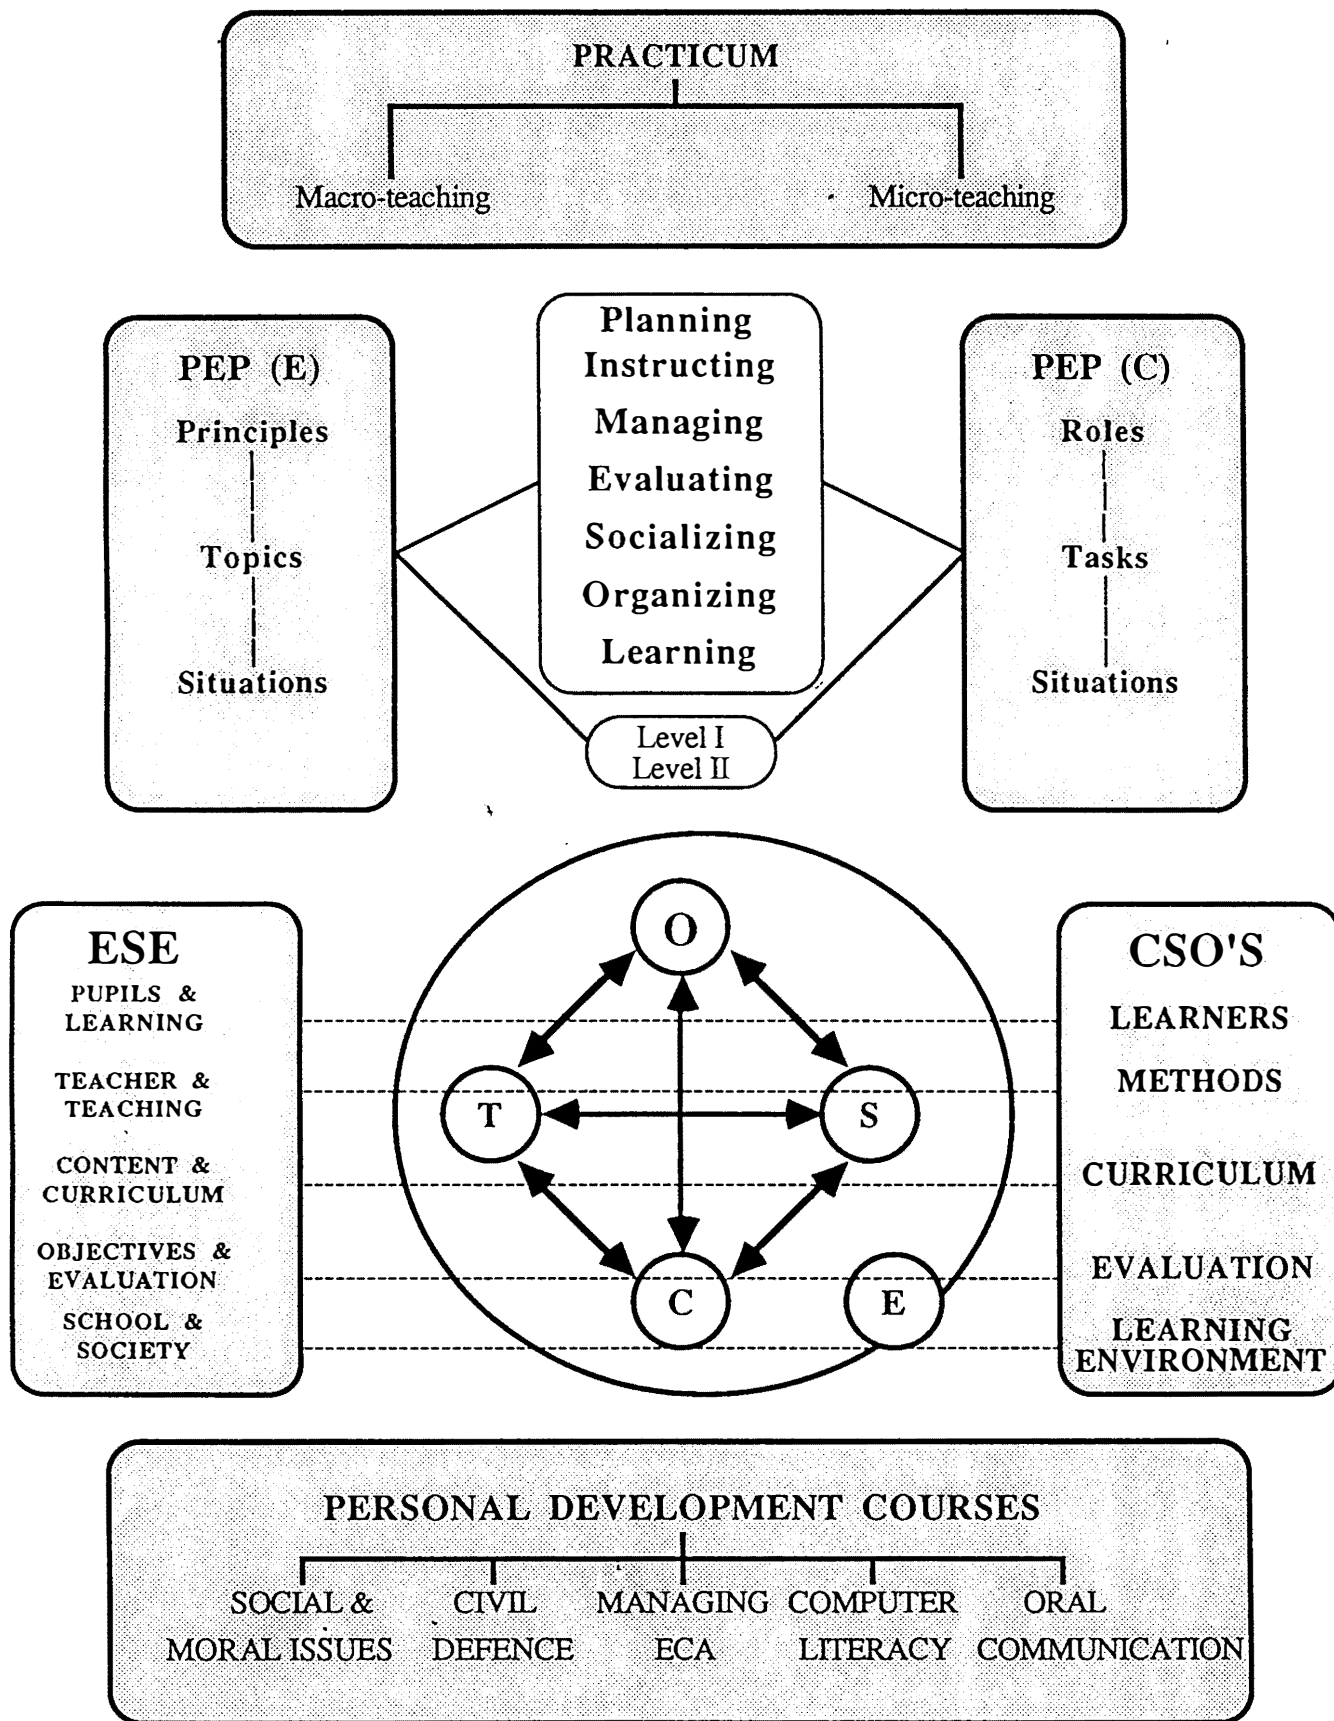 PRACTICUM
Macro-teaching
Micro-teaching
PEP (E)
Principles
Topics
Situations
Planning
Instructing
Managing
Evaluating
Socializing
Organizing
Learning
Level I
Level II
PEP (C)
Roles
Tasks
Situations
ESE
PUPILS &
LEARNING
TEACHER &
TEACHING
CONTENT &
CURRICULUM
OBJECTIVES &
EVALUATION
SCHOOL &
SOCIETY
O
T
S
C
E
CSO'S
LEARNERS
METHODS
CURRICULUM
EVALUATION
LEARNING
ENVIRONMENT
PERSONAL DEVELOPMENT COURSES
SOCIAL &
MORAL ISSUES
CIVIL
DEFENCE
MANAGING
ECA
COMPUTER
LITERACY
ORAL
COMMUNICATION